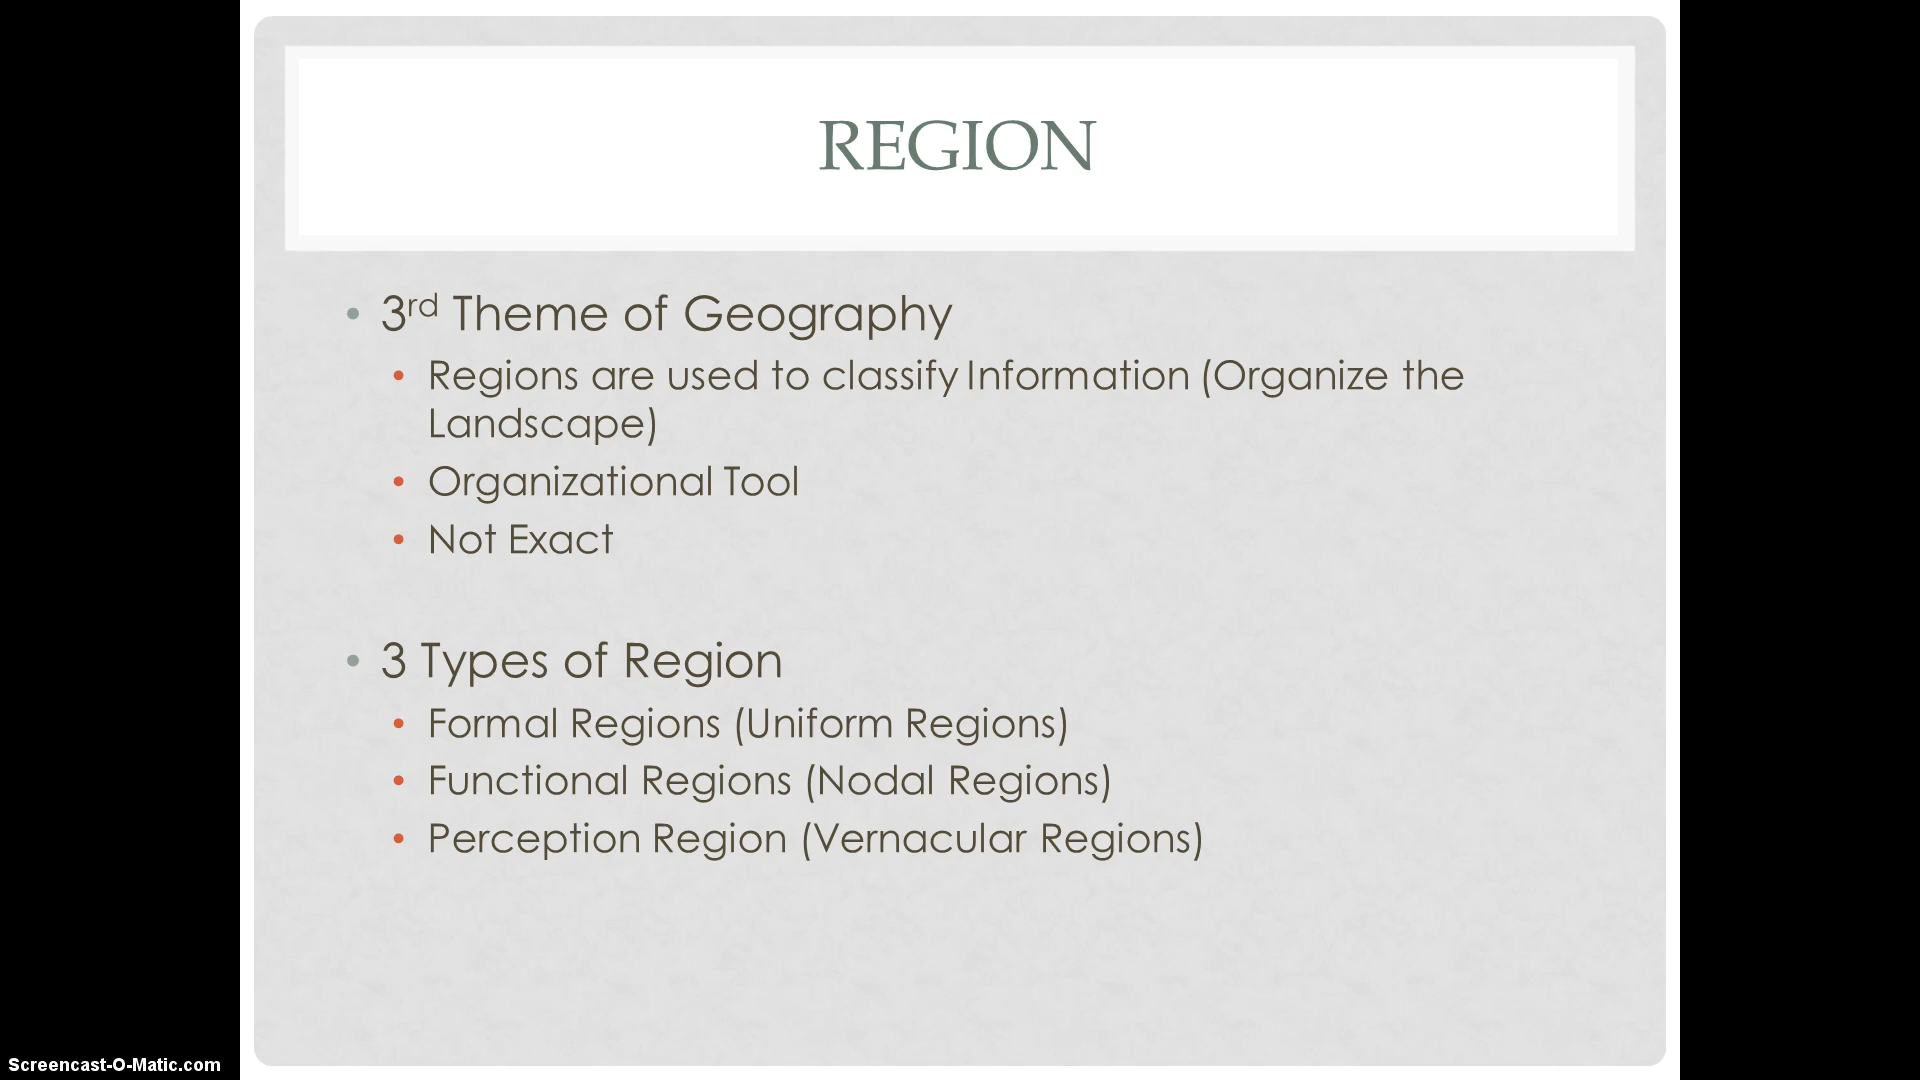 REGION
• 3rd Theme of Geography
• Regions are used to classify Information (Organize the
Landscape)
• Organizational Tool
• Not Exact
• 3 Types of Region
• Formal Regions (Uniform Regions)
• Functional Regions (Nodal Regions)
• Perception Region (Vernacular Regions)
Screencast-O-Matic.com